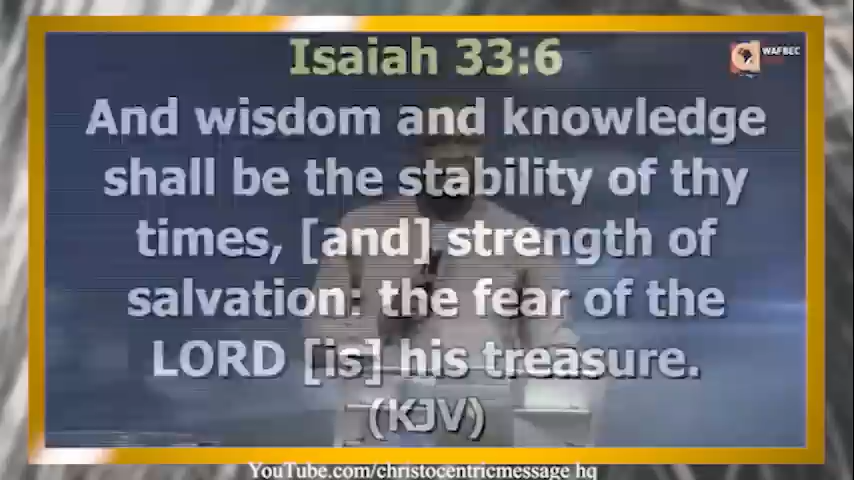 Isaiah 33:6
WAFBEC
And wisdom and knowledge
shall be the stability of thy
times, [and] strength of
salvation: the fear of the
LORD [is] his treasure.
(KJV)
YouTube.com/christocentricmessage hq